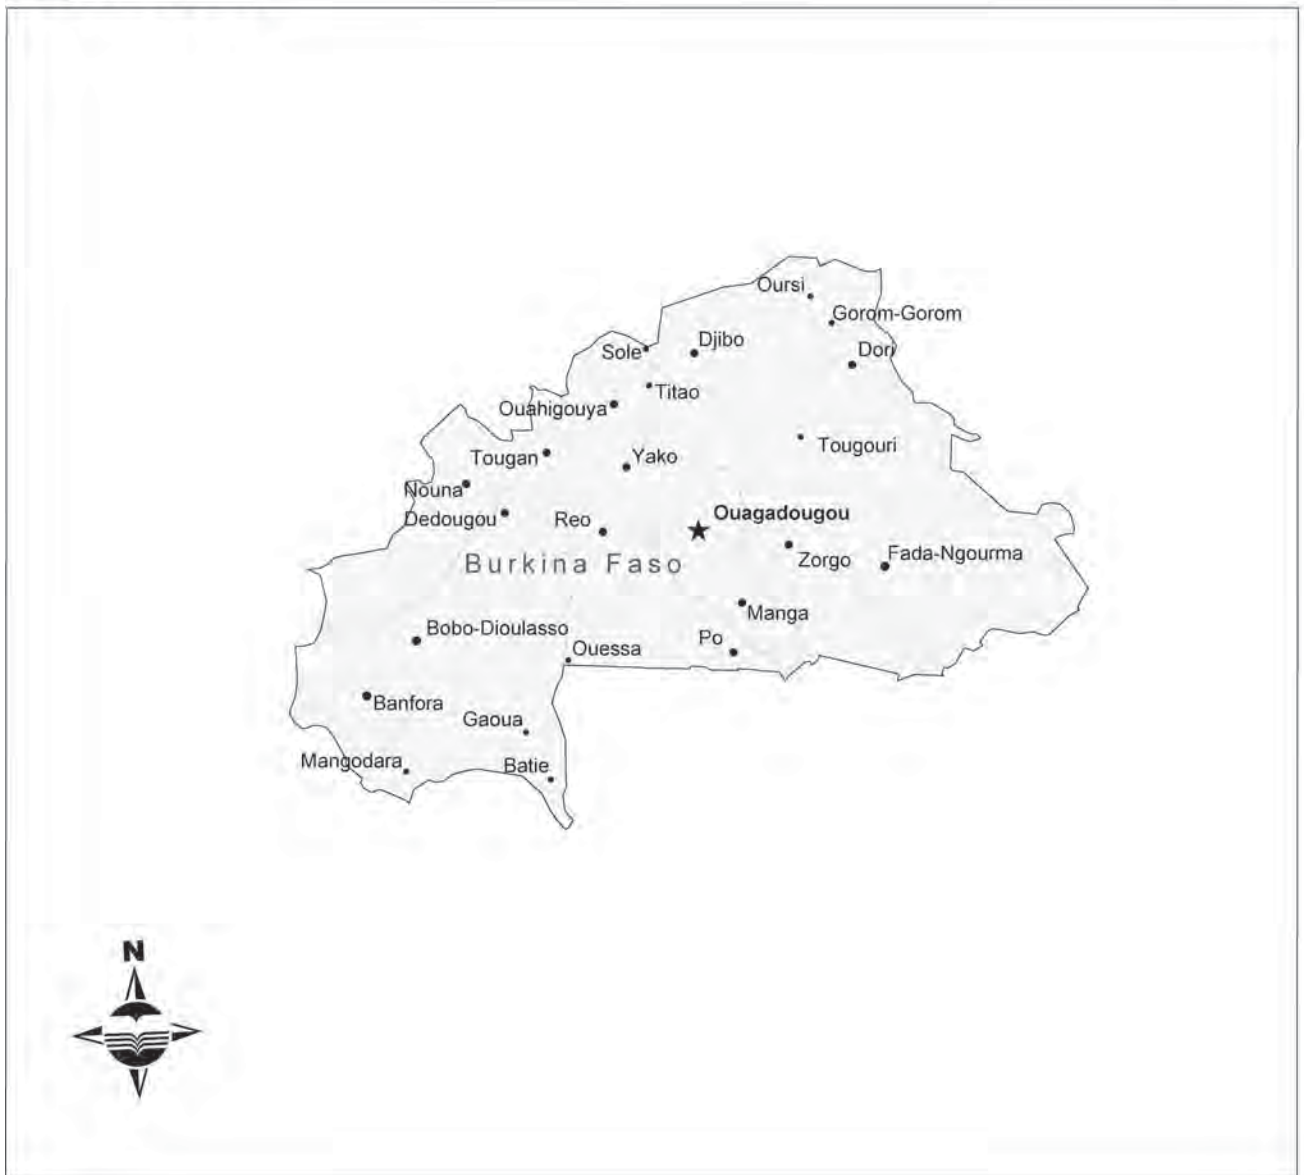 Oursi
Gorom-Gorom
Djibo
Sole
Dori
Titao
Ouahigouya
Tougouri
Yako
Tougan
Nouna
Ouagadougou
Reo
Dedougou
Fada-Ngourma
Zorgo
Burkina Faso
Manga
Bobo-Dioulasso
Po
Ouessa
Banfora
Gaoua
Mangodara
Batie
N